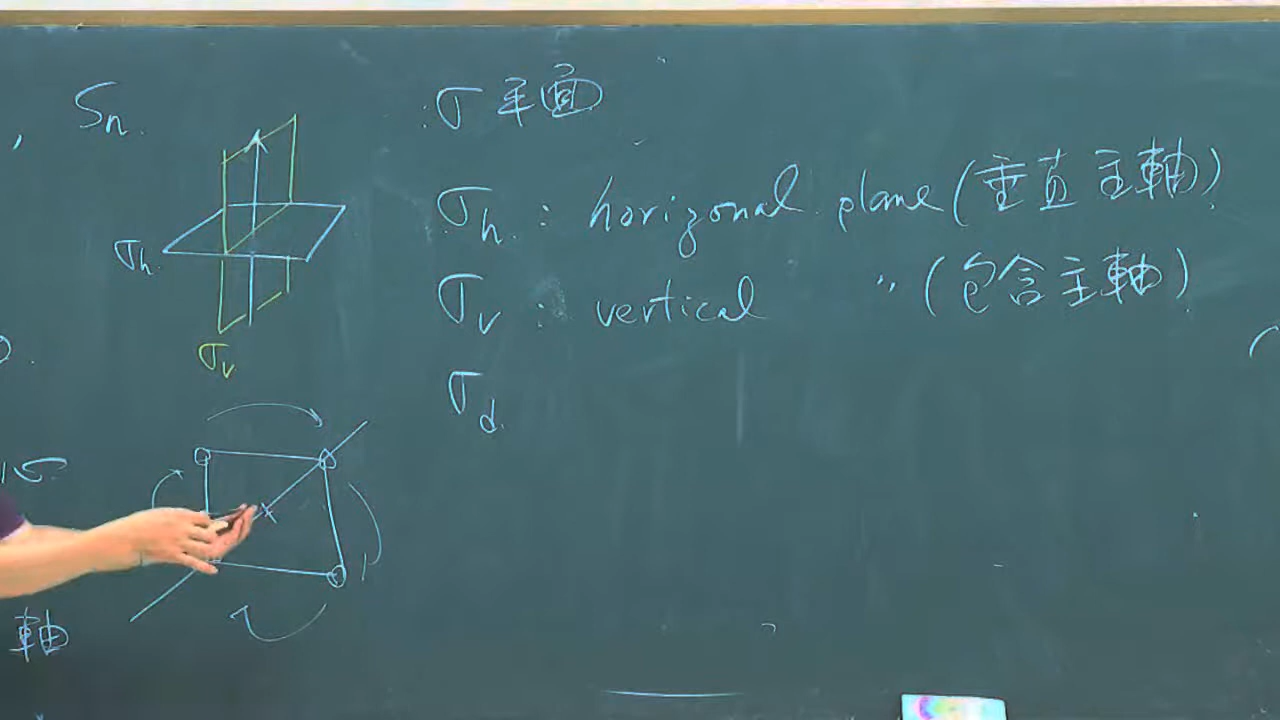 , Sn.
σ 平面
σh : horizonal plane (垂直主軸)
σh
σv : vertical 〃 (包含主軸)
σv
σd
軸